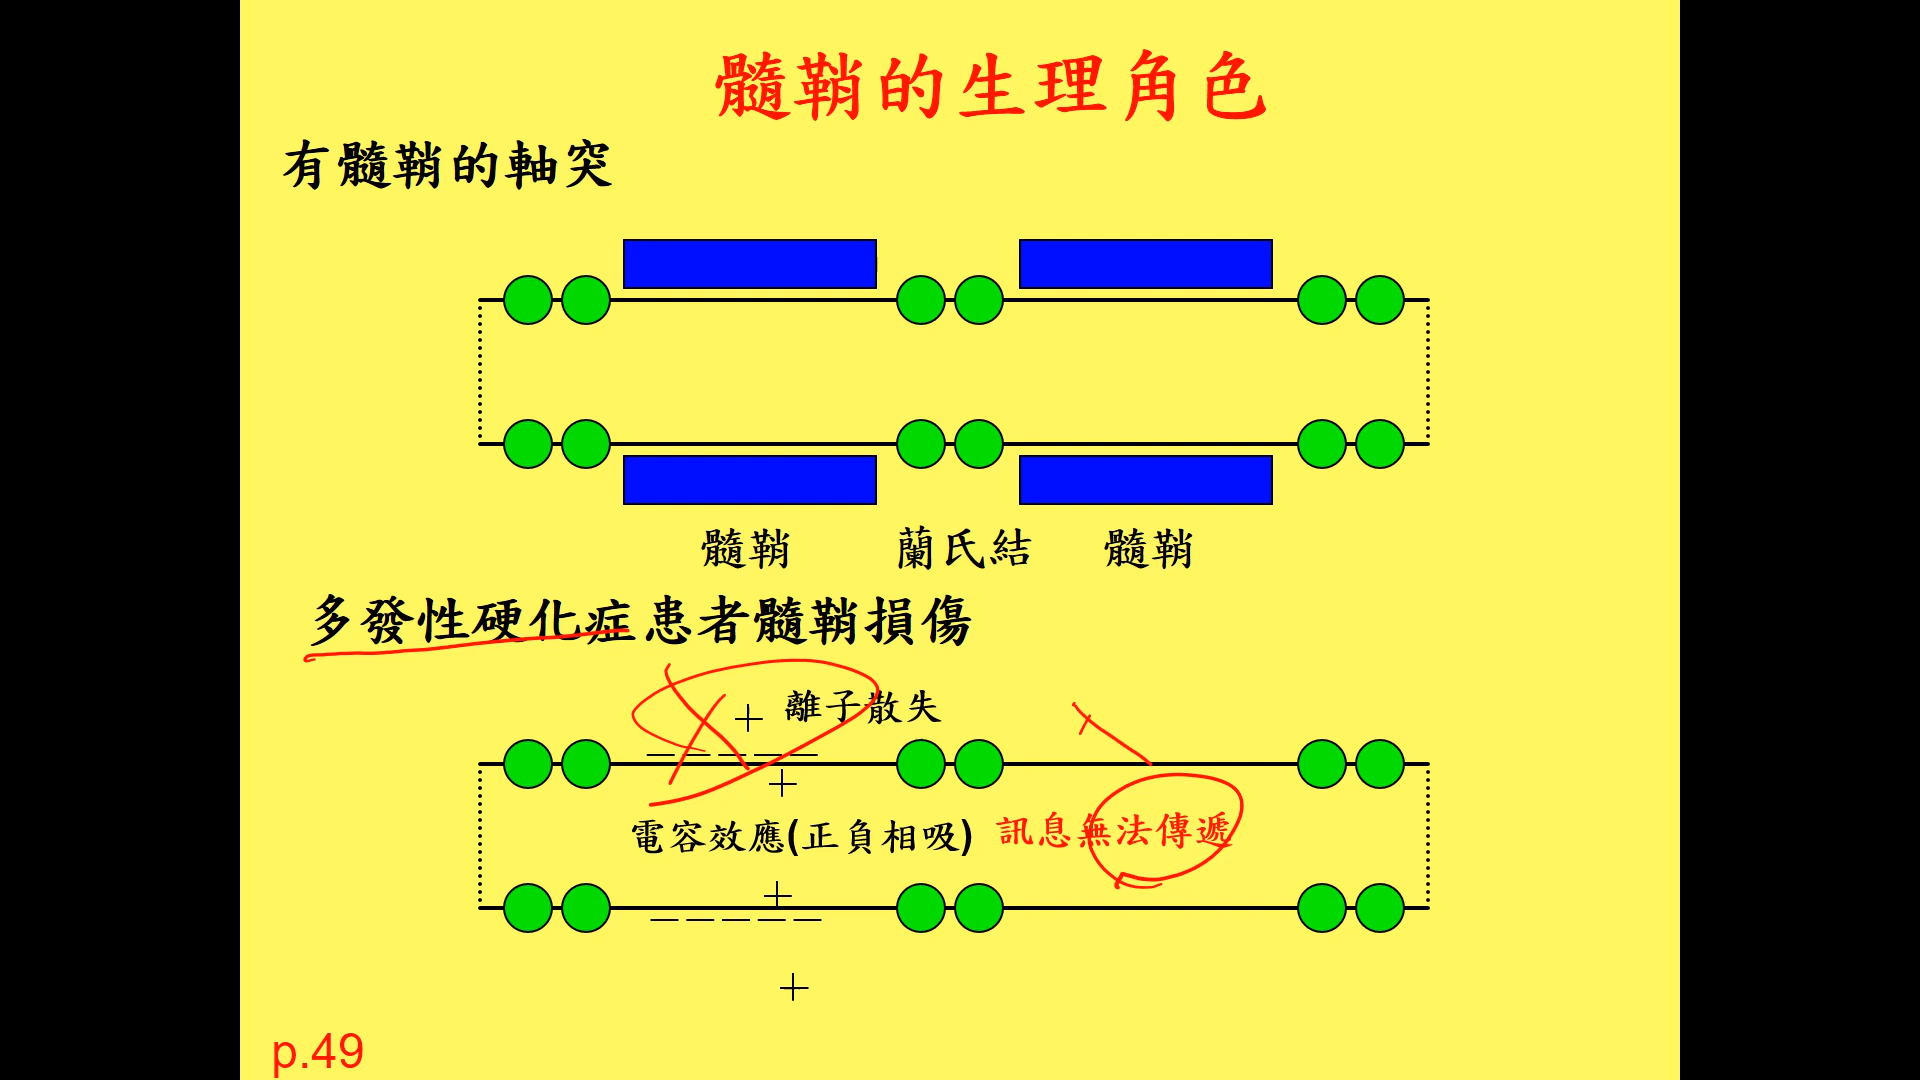 髓鞘的生理角色
有髓鞘的軸突
髓鞘 蘭氏結 髓鞘
多發性硬化症患者髓鞘損傷
+ 離子散失
— — — — —
+
電容效應(正負相吸) 訊息無法傳遞
+
— — — — —
+
p.49